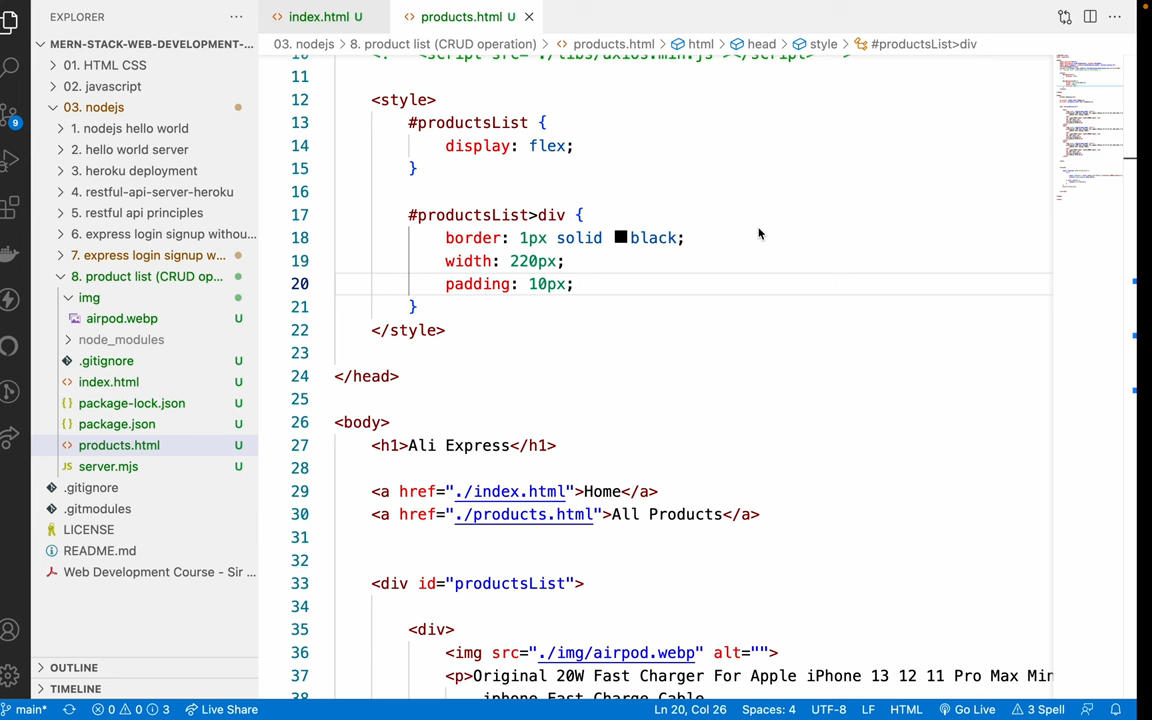 EXPLORER
MERN-STACK-WEB-DEVELOPMENT-...
01. HTML CSS
02. javascript
03. nodejs
1. nodejs hello world
2. hello world server
3. heroku deployment
4. restful-api-server-heroku
5. restful api principles
6. express login signup withou...
7. express login signup w...
8. product list (CRUD op...
img
airpod.webp U
node_modules
.gitignore U
index.html U
package-lock.json U
package.json U
products.html U
JS server.mjs U
.gitignore
.gitmodules
LICENSE
README.md
Web Development Course - Sir ...
OUTLINE
TIMELINE
9
index.html U
products.html U
03. nodejs > 8. product list (CRUD operation) > products.html > html > head > style > #productsList>div
11
12 <style>
13 #productsList {
14 display: flex;
15 }
16
17 #productsList>div {
18 border: 1px solid black;
19 width: 220px;
20 padding: 10px;
21 }
22 </style>
23
24 </head>
25
26 <body>
27 <h1>Ali Express</h1>
28
29 <a href="./index.html">Home</a>
30 <a href="./products.html">All Products</a>
31
32
33 <div id="productsList">
34
35 <div>
36 <img src="./img/airpod.webp" alt="">
37 <p>Original 20W Fast Charger For Apple iPhone 13 12 11 Pro Max Min
38 iphone Fast Charge Cable
main* 0 0 3 Live Share Ln 20, Col 26 Spaces: 4 UTF-8 LF HTML Go Live 3 Spell